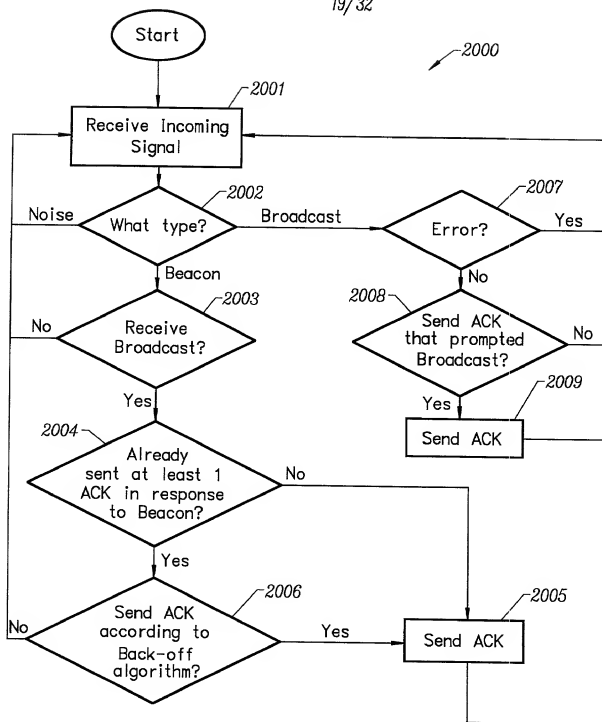 19/32
Start
2000
2001
Receive Incoming
Signal
2002
What type?
Noise
Broadcast
Beacon
2007
Error?
Yes
No
2003
Receive
Broadcast?
No
Yes
2008
Send ACK
that prompted
Broadcast?
No
Yes
2009
Send ACK
2004
Already
sent at least 1
ACK in response
to Beacon?
No
Yes
2006
Send ACK
according to
Back-off
algorithm?
No
Yes
2005
Send ACK